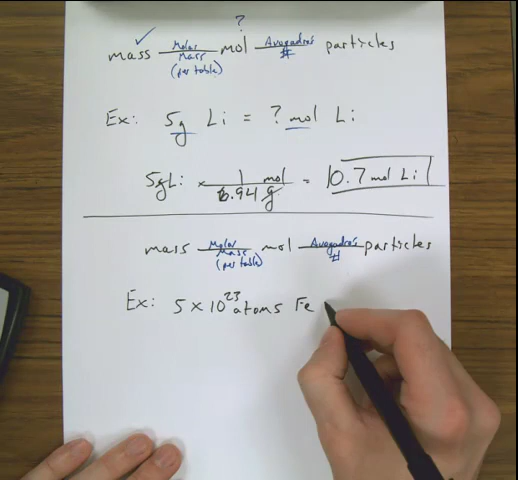 ?
mass Molar Mass (per table) mol Avogadro's # particles
Ex: 5g Li = ? mol Li
5g Li × 1 mol / 6.94 g = 0.7 mol Li
mass Molar Mass (per table) mol Avogadro's # particles
Ex: 5 × 10²³ atoms Fe